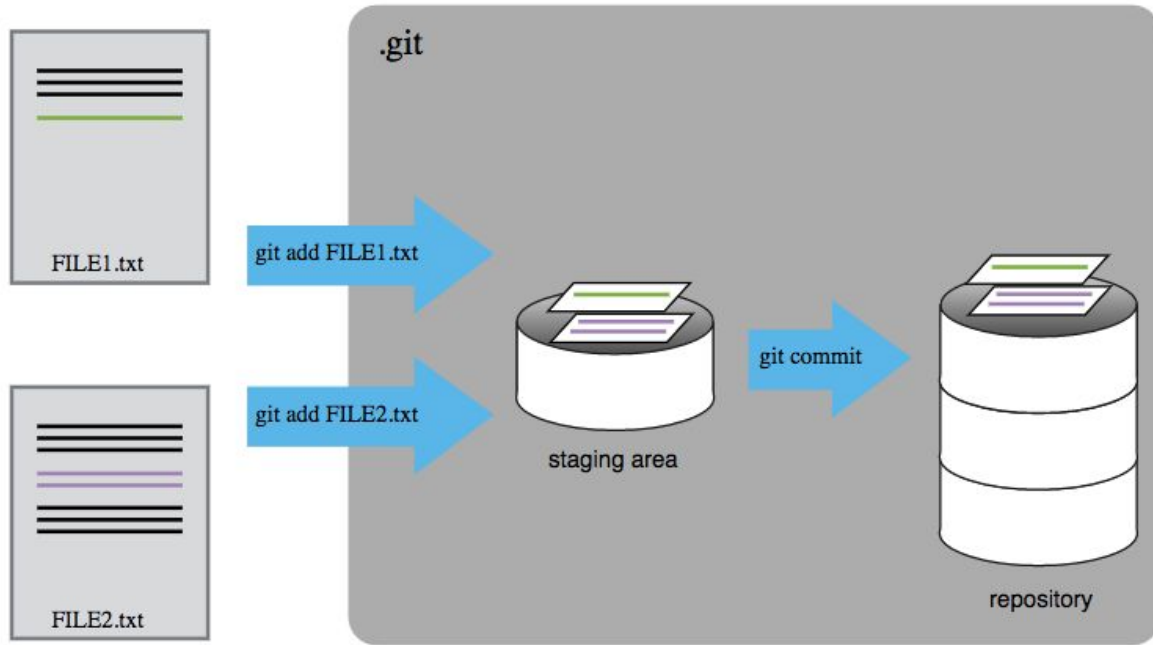 .git
FILE1.txt
git add FILE1.txt
git add FILE2.txt
git commit
staging area
FILE2.txt
repository